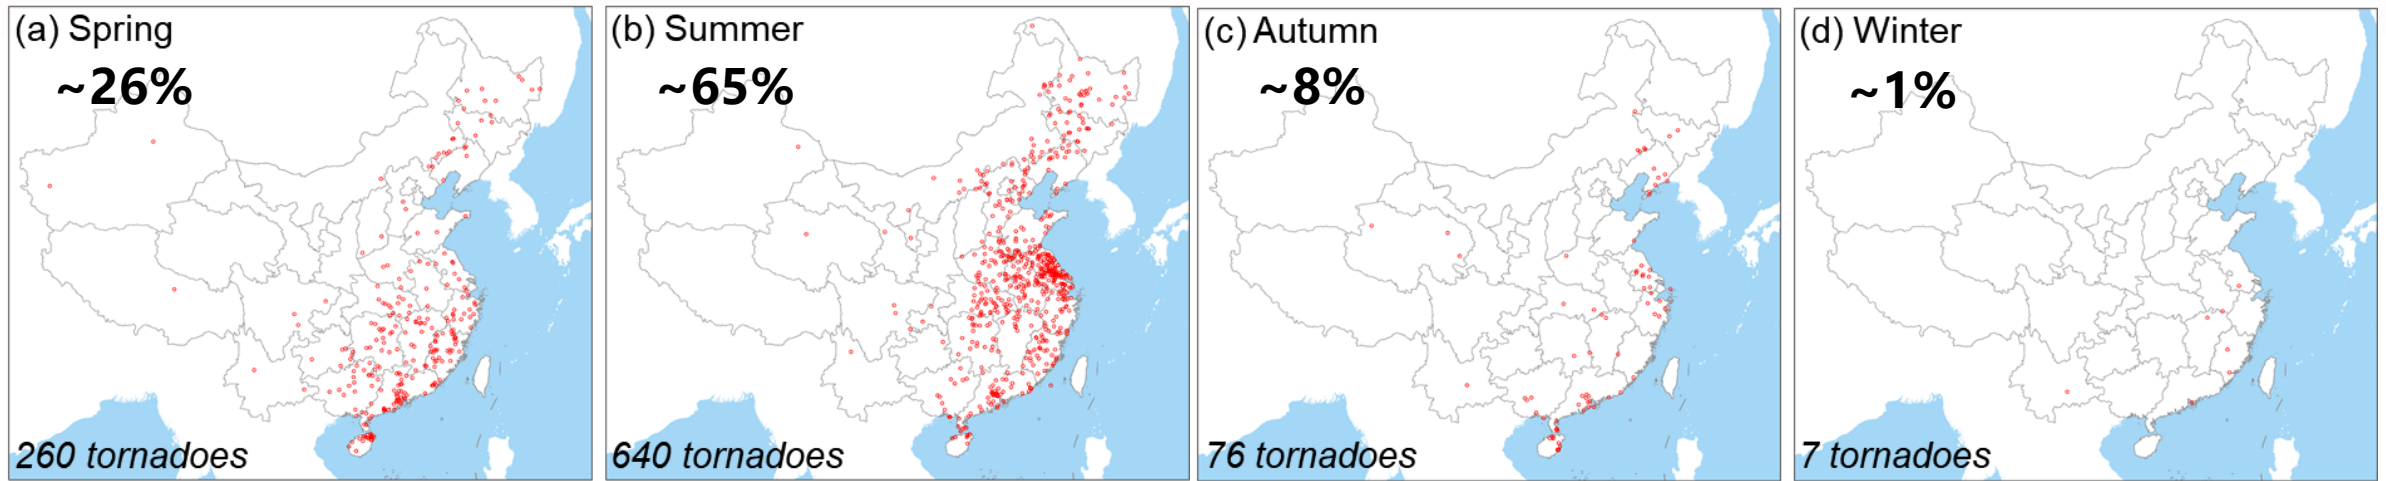 (a) Spring
~26%
260 tornadoes
(b) Summer
~65%
640 tornadoes
(c) Autumn
~8%
76 tornadoes
(d) Winter
~1%
7 tornadoes